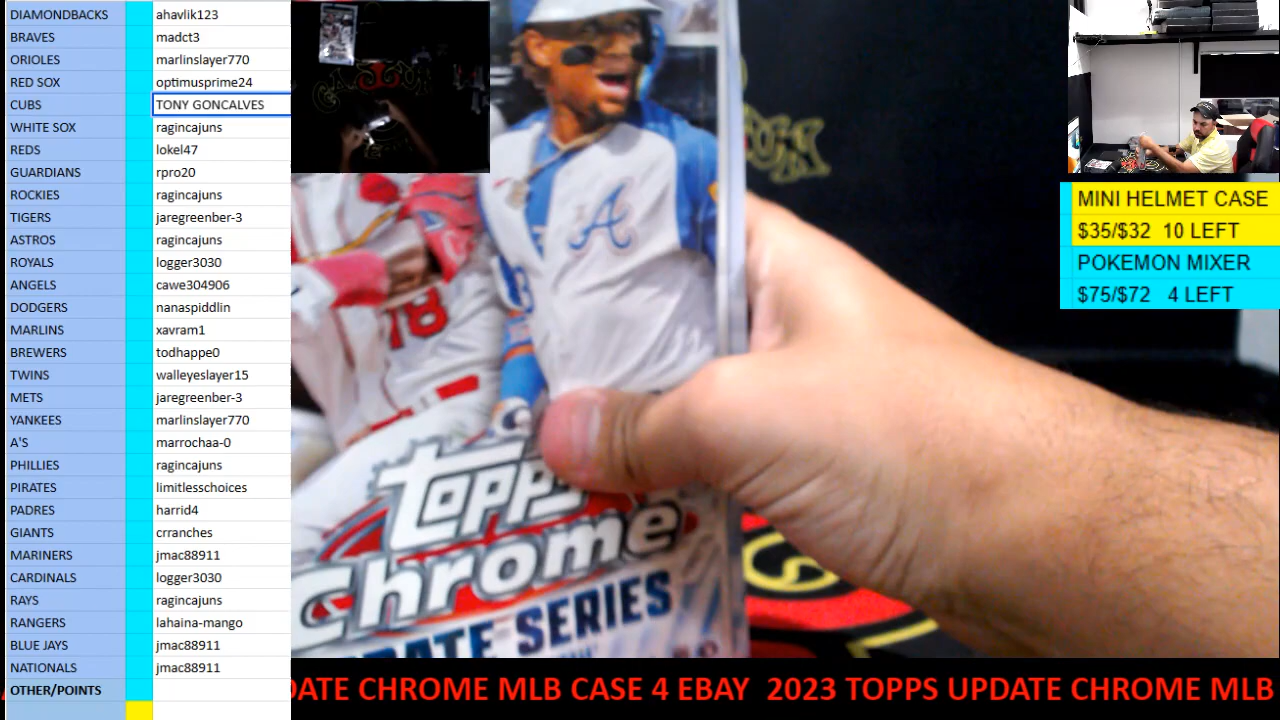 DIAMONDBACKS ahavlik123
BRAVES madct3
ORIOLES marlinslayer770
RED SOX optimusprime24
CUBS TONY GONCALVES
WHITE SOX ragincajuns
REDS lokel47
GUARDIANS rpro20
ROCKIES ragincajuns
TIGERS jaregreenber-3
ASTROS ragincajuns
ROYALS logger3030
ANGELS cawe304906
DODGERS nanaspiddlin
MARLINS xavram1
BREWERS todhappe0
TWINS walleyeslayer15
METS jaregreenber-3
YANKEES marlinslayer770
A'S marrochaa-0
PHILLIES ragincajuns
PIRATES limitlesschoices
PADRES harrid4
GIANTS crranches
MARINERS jmac88911
CARDINALS logger3030
RAYS ragincajuns
RANGERS lahaina-mango
BLUE JAYS jmac88911
NATIONALS jmac88911
OTHER/POINTS
A
18
Topps
Chrome
DATE SERIES
MINI HELMET CASE
$35/$32 10 LEFT
POKEMON MIXER
$75/$72 4 LEFT
DATE CHROME MLB CASE 4 EBAY 2023 TOPPS UPDATE CHROME MLB